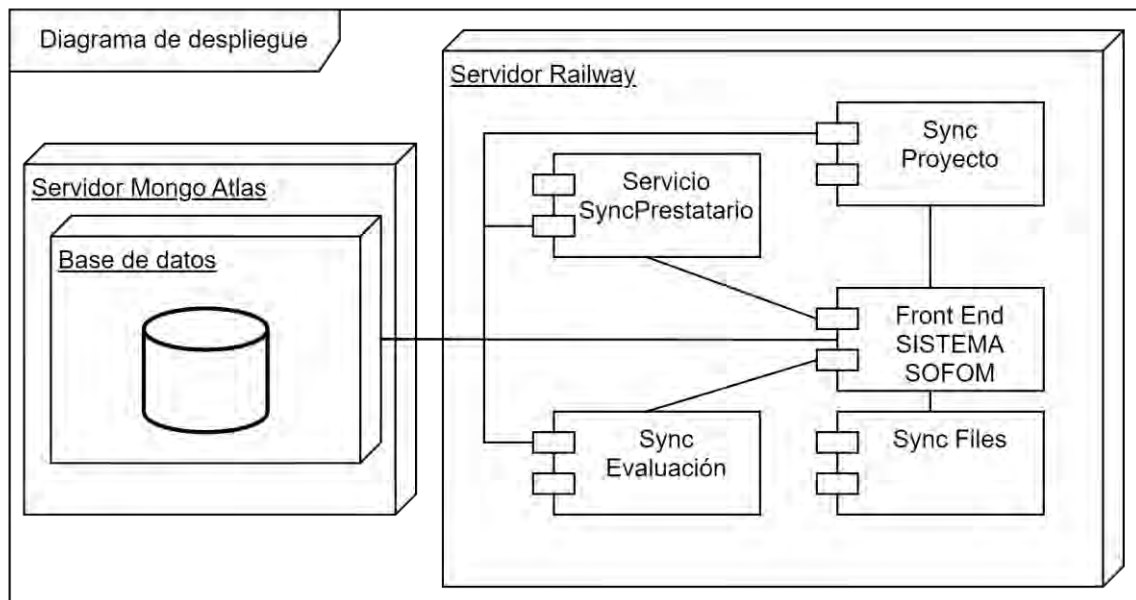 Diagrama de despliegue
Servidor Mongo Atlas
Base de datos
Servidor Railway
Sync
Proyecto
Servicio
SyncPrestatario
Front End
SISTEMA
SOFOM
Sync
Evaluación
Sync Files